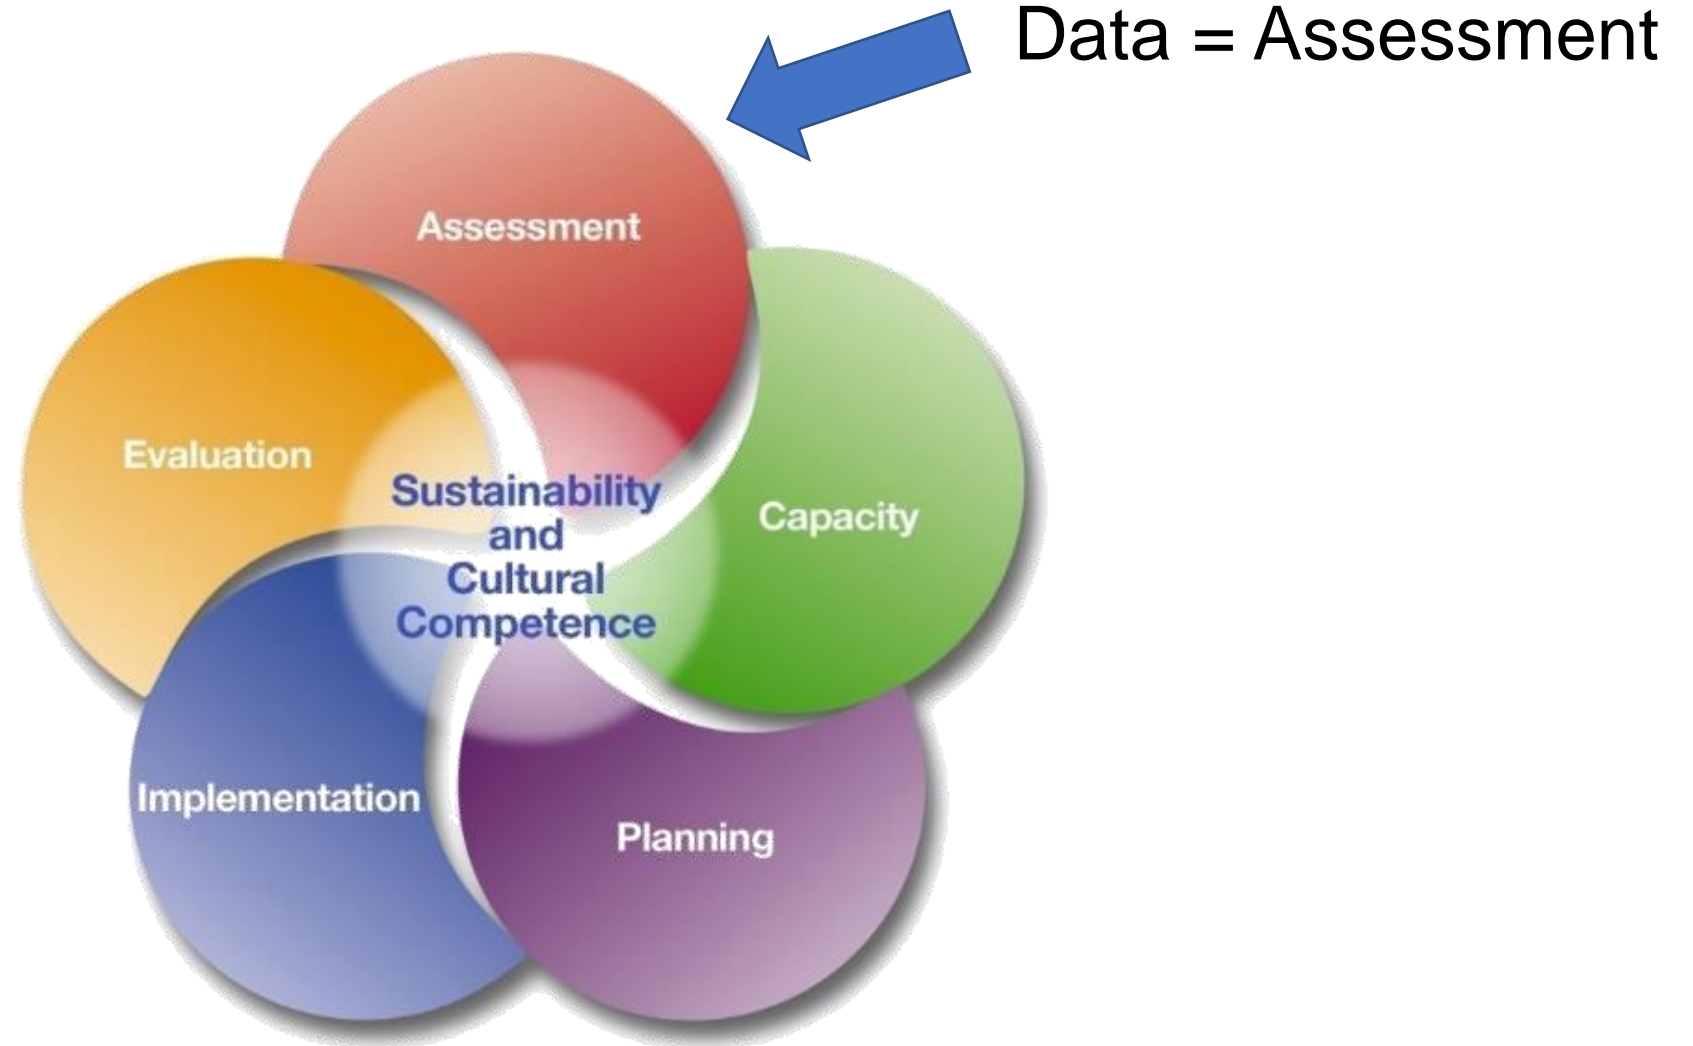 Data = Assessment
Assessment
Evaluation
Sustainability
and
Cultural
Competence
Capacity
Implementation
Planning